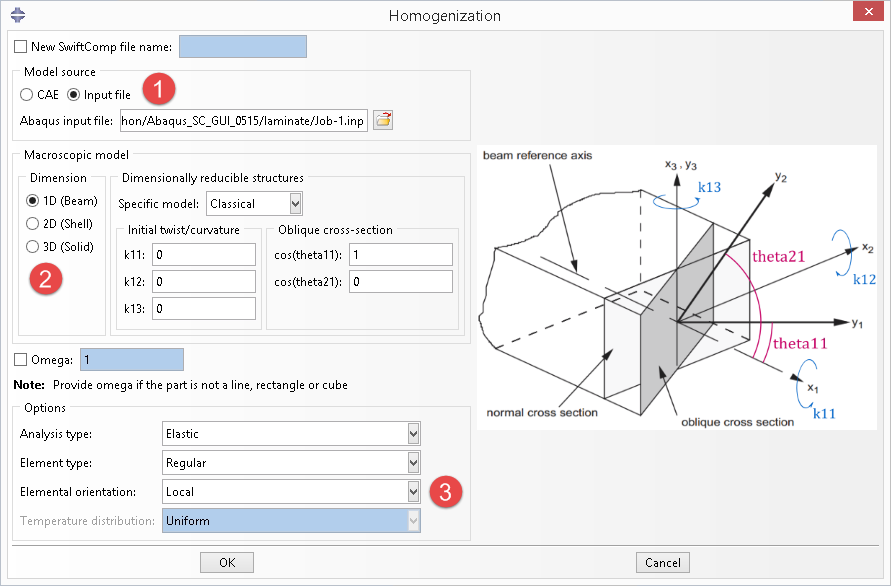 Homogenization
New SwiftComp file name:
Model source
CAE Input file 1
Abaqus input file: hon/Abaqus_SC_GUI_0515/laminate/Job-1.inp
Macroscopic model
Dimension
1D (Beam)
2D (Shell)
3D (Solid)
2
Dimensionally reducible structures
Specific model: Classical
Initial twist/curvature
k11: 0
k12: 0
k13: 0
Oblique cross-section
cos(theta11): 1
cos(theta21): 0
Omega: 1
Note: Provide omega if the part is not a line, rectangle or cube
Options
Analysis type: Elastic
Element type: Regular
Elemental orientation: Local 3
Temperature distribution: Uniform
OK Cancel
beam reference axis
x3 , y3
k13
y2
theta21
x2
k12
y1
theta11
x1
k11
normal cross section
oblique cross section